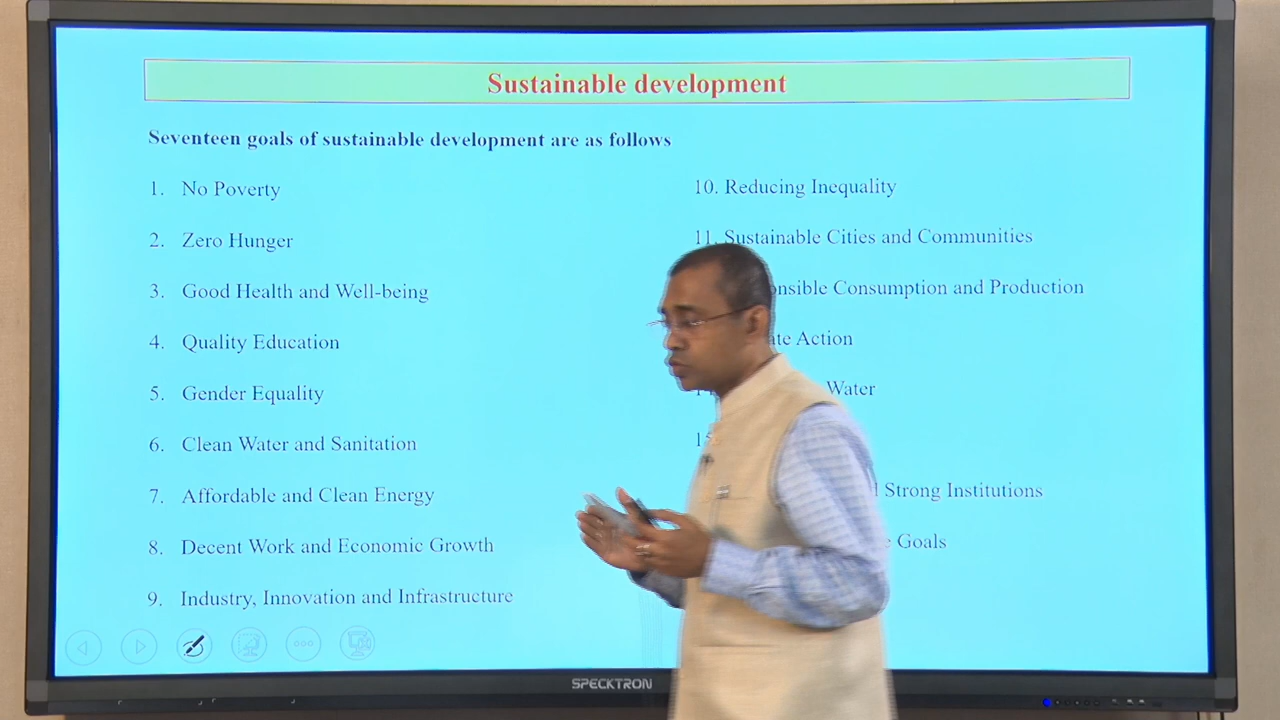 Sustainable development
Seventeen goals of sustainable development are as follows
1. No Poverty
2. Zero Hunger
3. Good Health and Well-being
4. Quality Education
5. Gender Equality
6. Clean Water and Sanitation
7. Affordable and Clean Energy
8. Decent Work and Economic Growth
9. Industry, Innovation and Infrastructure
10. Reducing Inequality
11. Sustainable Cities and Communities
Consumption and Production
Action
Water
15
Strong Institutions
Goals
SPECKTRON